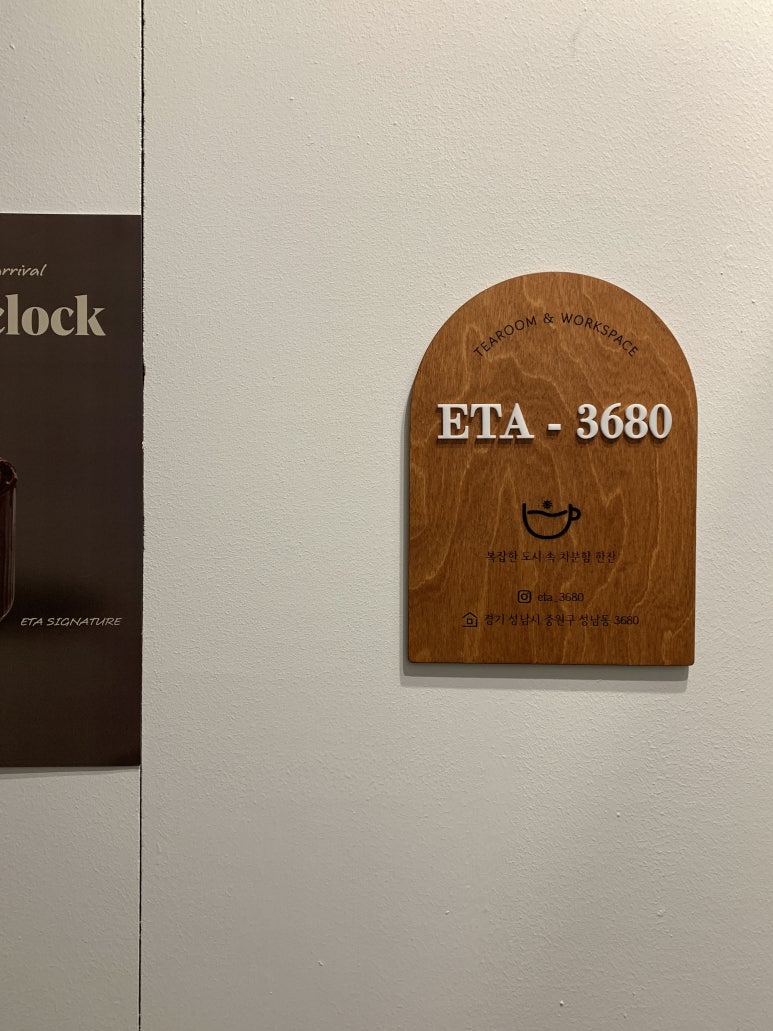 arrival
clock
ETA SIGNATURE
TEAROOM & WORKSPACE
ETA - 3680
복잡한 도시 속 차분함 한잔
eta_3680
경기 성남시 중원구 성남동 3680